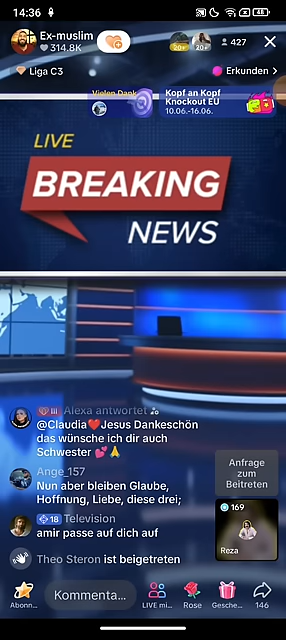 14:36
48
Ex-muslim
314.8K
20+
20+
427
Liga C3
Erkunden >
Vielen Dank
Kopf an Kopf
Knockout EU
10.06.-16.06.
LIVE
BREAKING
NEWS
III Alexa antwortet
@Claudia❤️Jesus Dankeschön
das wünsche ich dir auch
Schwester 💕🙏
Ange_157
Nun aber bleiben Glaube,
Hoffnung, Liebe, diese drei;
18 Television
amir passe auf dich auf
Theo Steron ist beigetreten
Anfrage
zum
Beitreten
169
Reza
Abonn...
Kommenta...
LIVE mi...
Rose
Gesche...
146